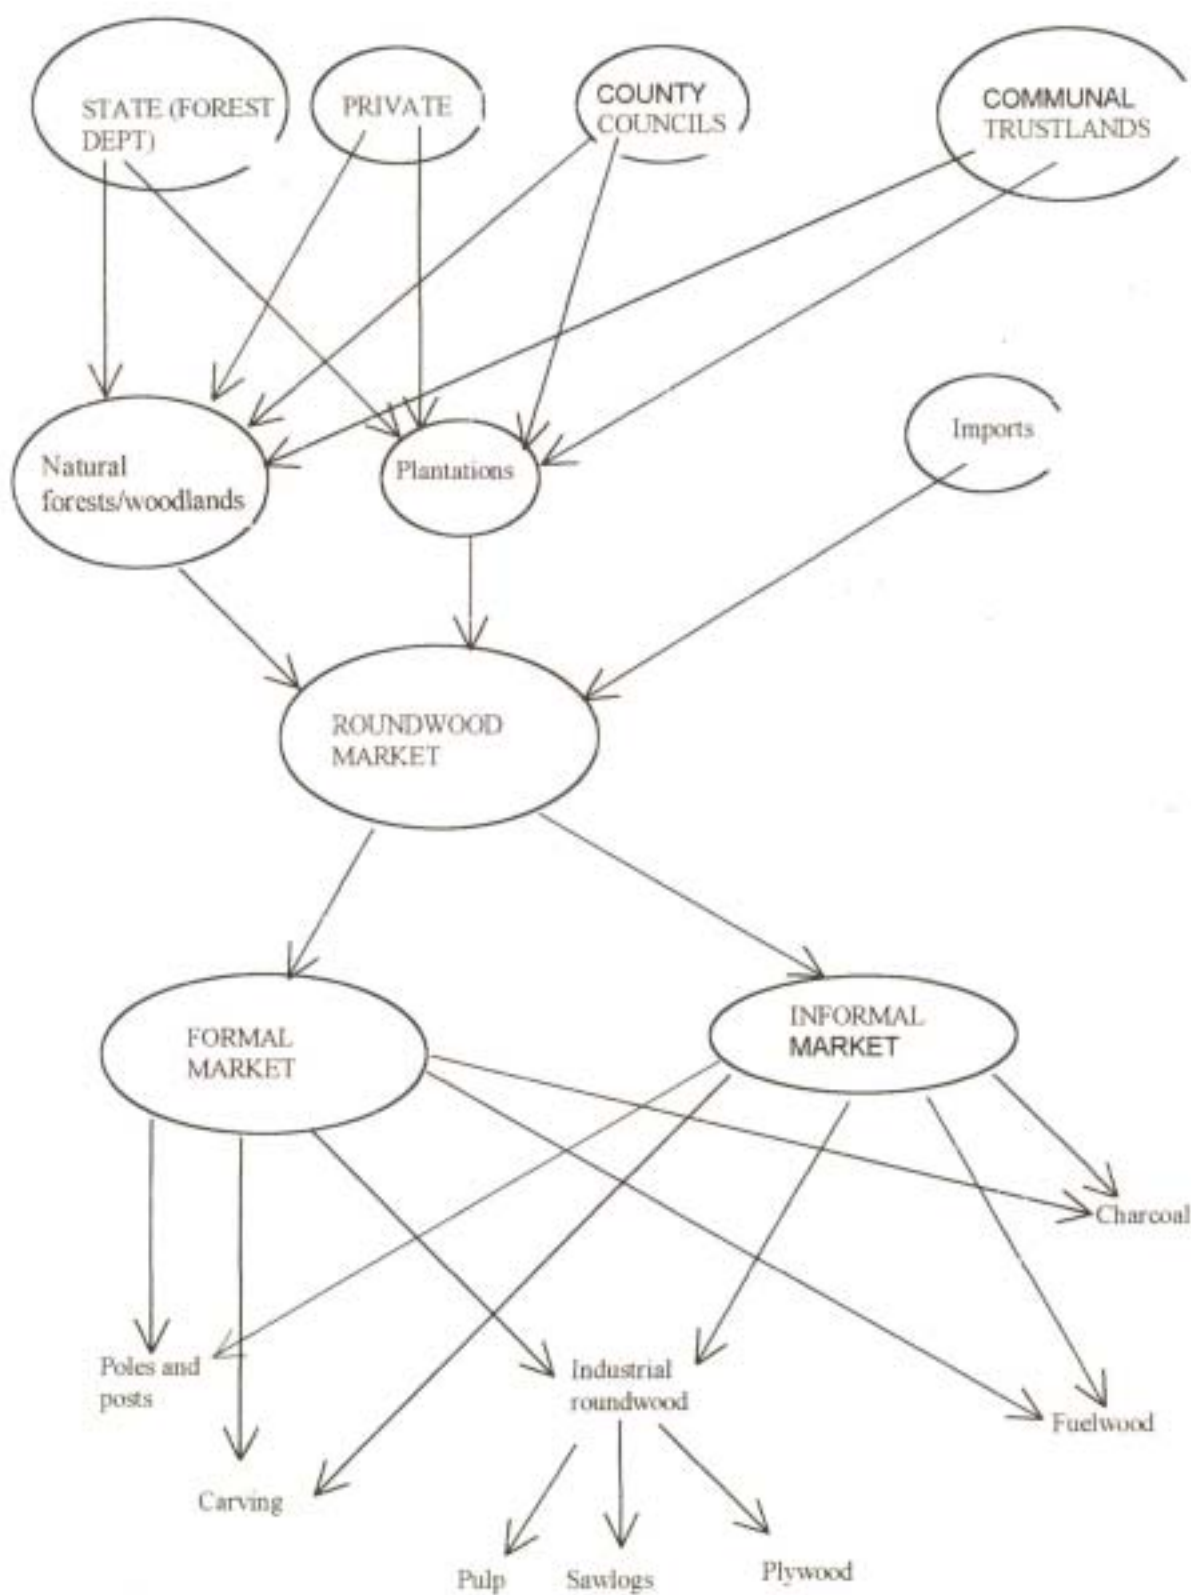 STATE (FOREST
DEPT)
PRIVATE
COUNTY
COUNCILS
COMMUNAL
TRUSTLANDS
Natural
forests/woodlands
Plantations
Imports
ROUNDWOOD
MARKET
FORMAL
MARKET
INFORMAL
MARKET
Charcoal
Poles and
posts
Industrial
roundwood
Fuelwood
Carving
Pulp
Sawlogs
Plywood